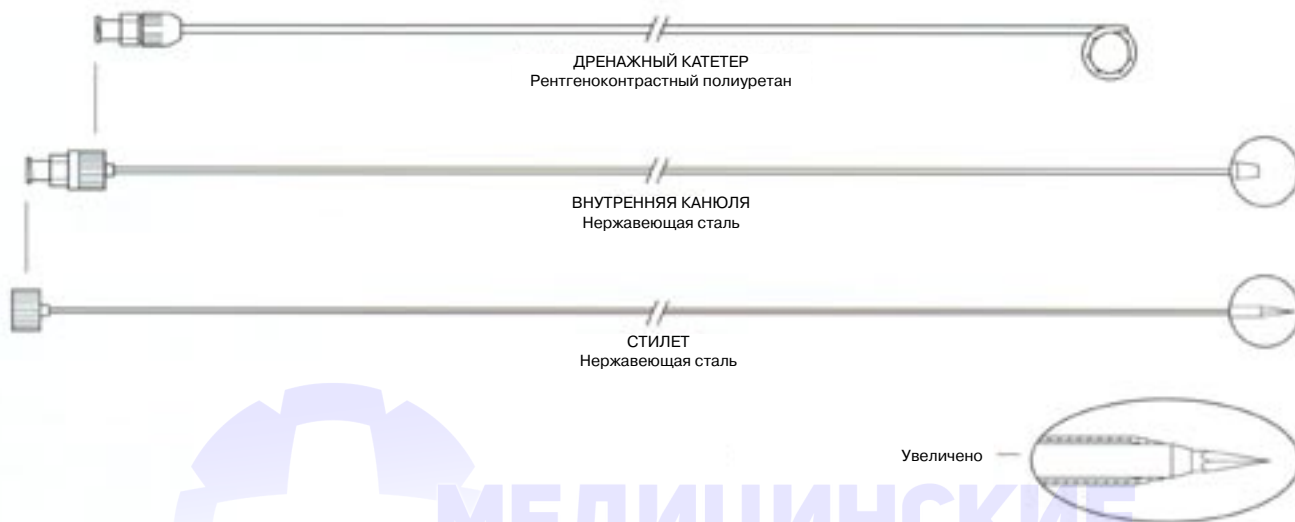 ДРЕНАЖНЫЙ КАТЕТЕР
Рентгеноконтрастный полиуретан
ВНУТРЕННЯЯ КАНЮЛЯ
Нержавеющая сталь
СТИЛЕТ
Нержавеющая сталь
Увеличено
МЕДИЦИНСКИЕ